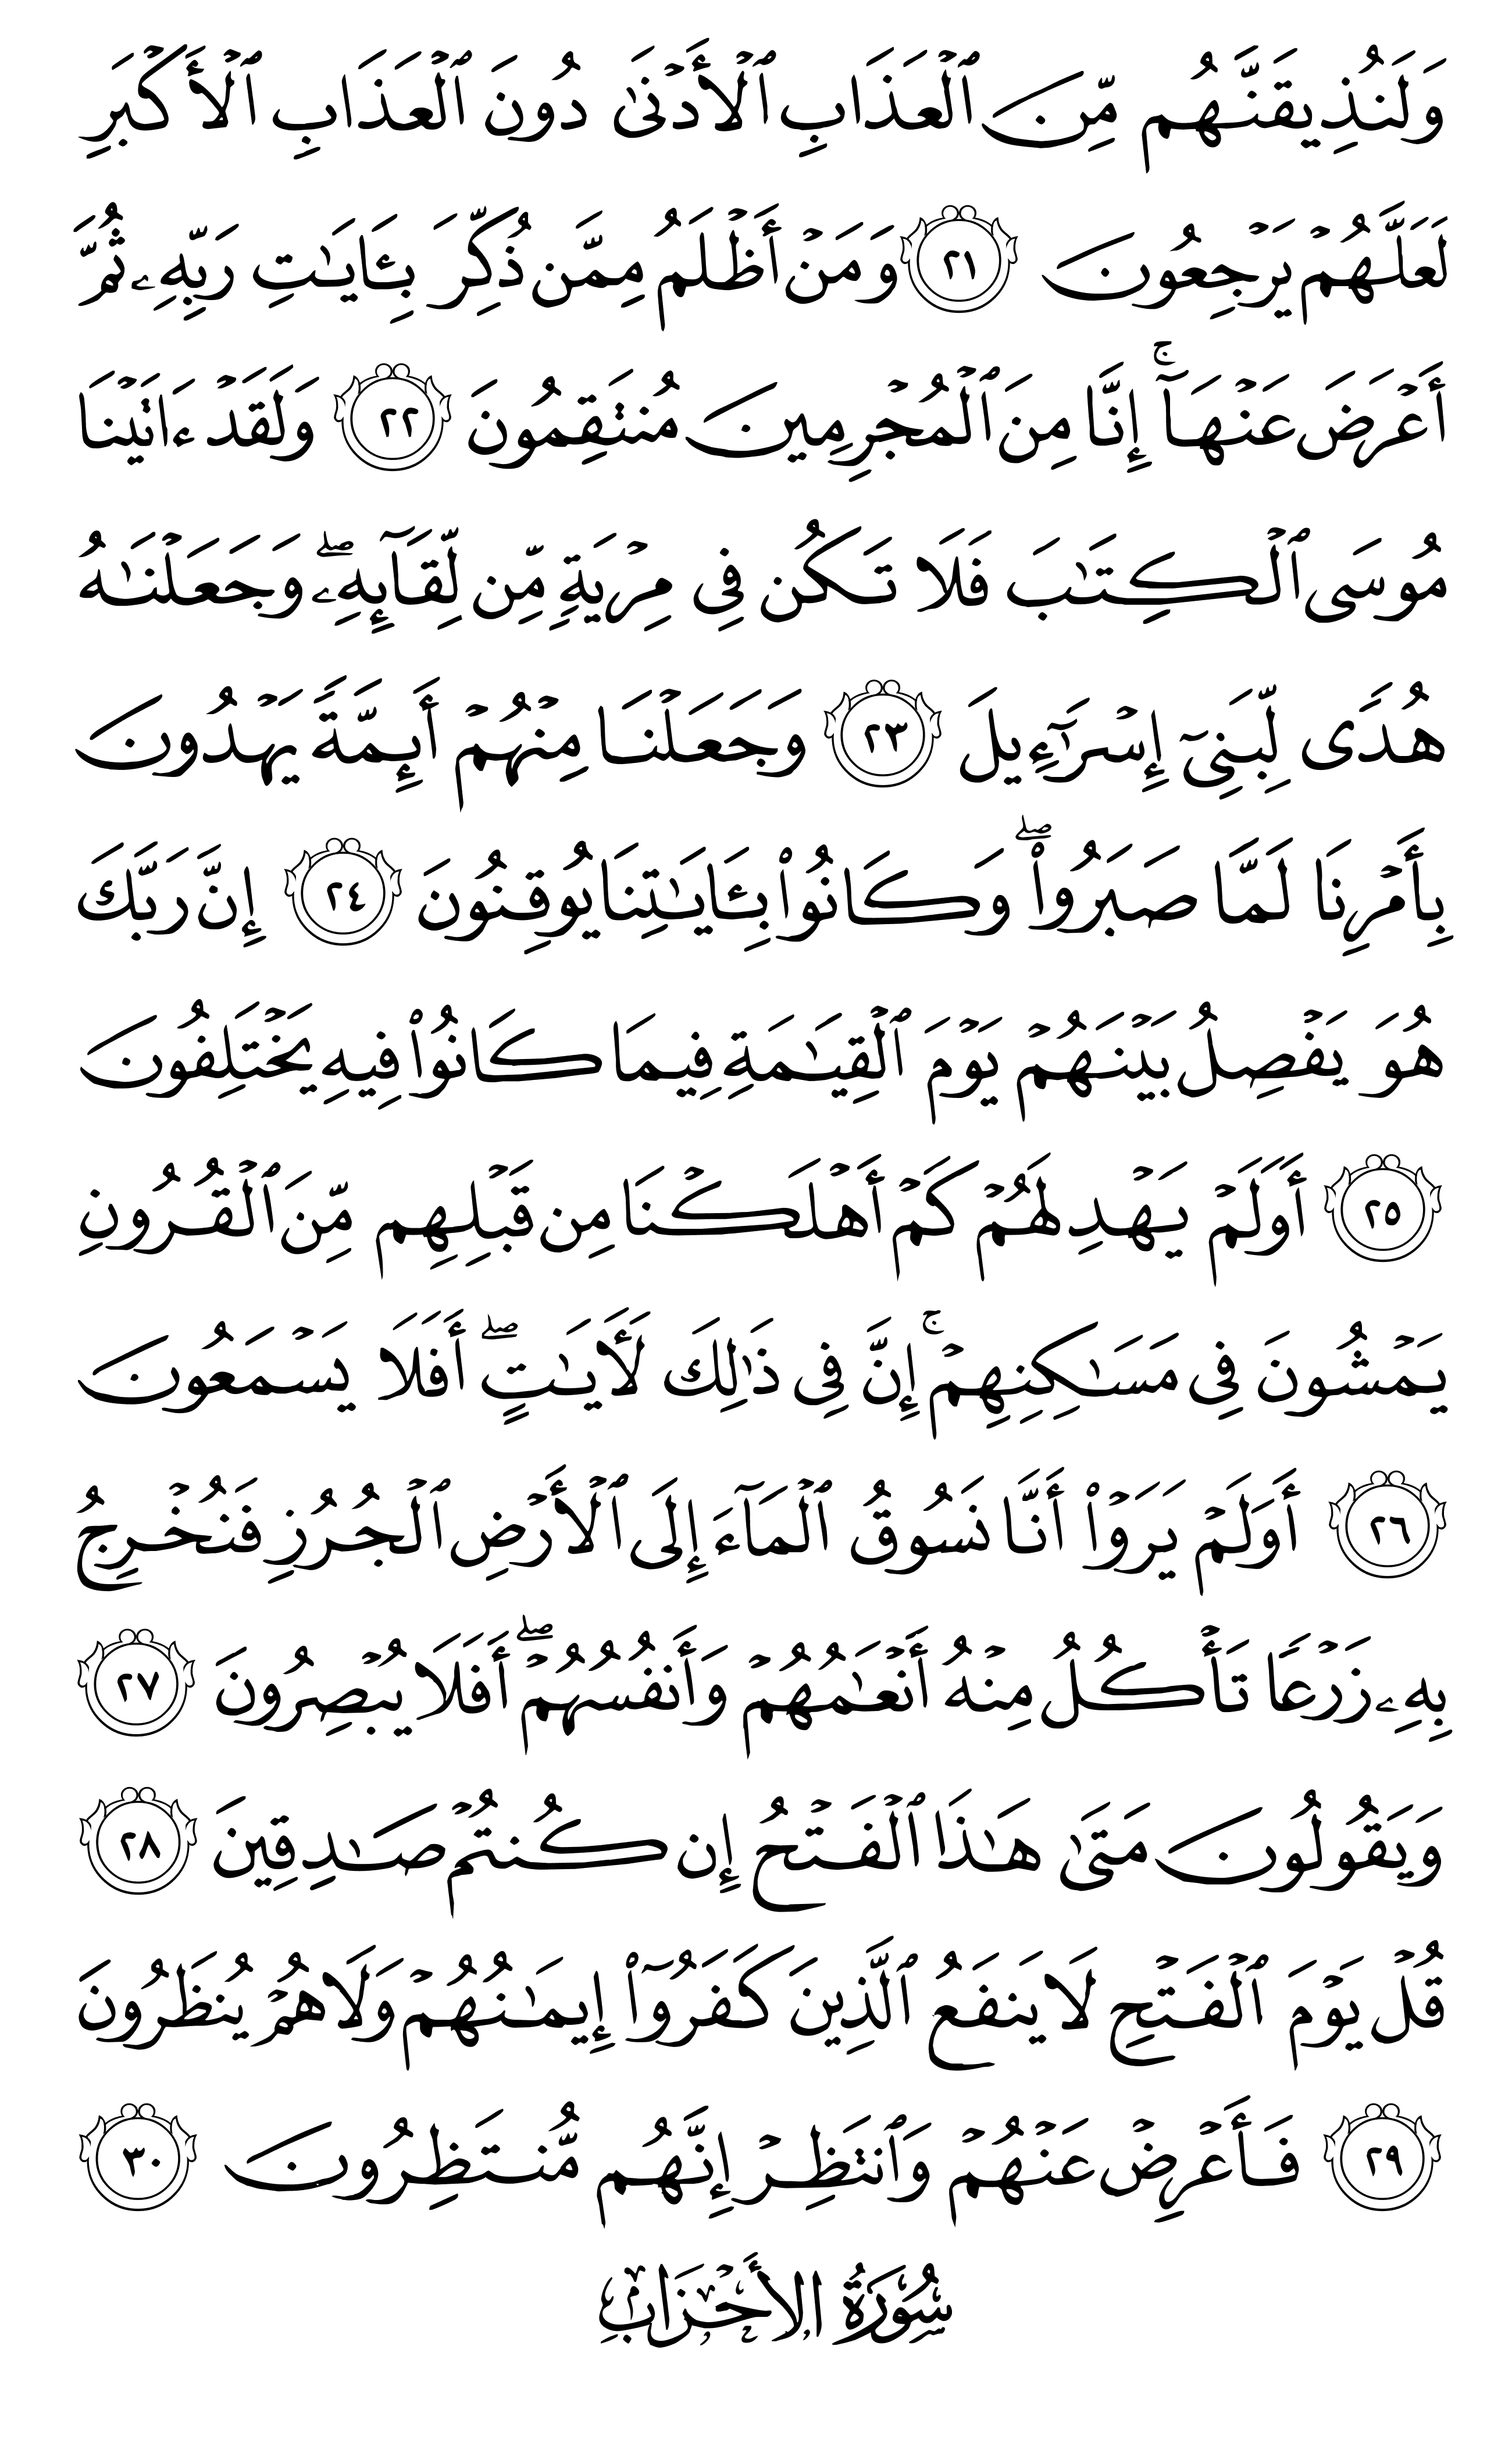 وَلَنُذِيقَنَّهُم مِّنَ ٱلْعَذَابِ ٱلْأَدْنَىٰ دُونَ ٱلْعَذَابِ ٱلْأَكْبَرِ
لَعَلَّهُمْ يَرْجِعُونَ ٢١ وَمَنْ أَظْلَمُ مِمَّن ذُكِّرَ بِـَٔايَـٰتِ رَبِّهِۦ ثُمَّ
أَعْرَضَ عَنْهَآ ۚ إِنَّا مِنَ ٱلْمُجْرِمِينَ مُنتَقِمُونَ ٢٢ وَلَقَدْ ءَاتَيْنَا
مُوسَى ٱلْكِتَـٰبَ فَلَا تَكُن فِى مِرْيَةٍ مِّن لِّقَآئِهِۦ ۖ وَجَعَلْنَـٰهُ
هُدًى لِّبَنِىٓ إِسْرَٰٓءِيلَ ٢٣ وَجَعَلْنَا مِنْهُمْ أَئِمَّةً يَهْدُونَ
بِأَمْرِنَا لَمَّا صَبَرُوا۟ ۖ وَكَانُوا۟ بِـَٔايَـٰتِنَا يُوقِنُونَ ٢٤ إِنَّ رَبَّكَ
هُوَ يَفْصِلُ بَيْنَهُمْ يَوْمَ ٱلْقِيَـٰمَةِ فِيمَا كَانُوا۟ فِيهِ يَخْتَلِفُونَ
٢٥ أَوَلَمْ يَهْدِ لَهُمْ كَمْ أَهْلَكْنَا مِن قَبْلِهِم مِّنَ ٱلْقُرُونِ
يَمْشُونَ فِى مَسَـٰكِنِهِمْ ۚ إِنَّ فِى ذَٰلِكَ لَـَٔايَـٰتٍ ۖ أَفَلَا يَسْمَعُونَ
٢٦ أَوَلَمْ يَرَوْا۟ أَنَّا نَسُوقُ ٱلْمَآءَ إِلَى ٱلْأَرْضِ ٱلْجُرُزِ فَنُخْرِجُ
بِهِۦ زَرْعًا تَأْكُلُ مِنْهُ أَنْعَـٰمُهُمْ وَأَنفُسُهُمْ ۖ أَفَلَا يُبْصِرُونَ ٢٧
وَيَقُولُونَ مَتَىٰ هَـٰذَا ٱلْفَتْحُ إِن كُنتُمْ صَـٰدِقِينَ ٢٨
قُلْ يَوْمَ ٱلْفَتْحِ لَا يَنفَعُ ٱلَّذِينَ كَفَرُوٓا۟ إِيمَـٰنُهُمْ وَلَا هُمْ يُنظَرُونَ
٢٩ فَأَعْرِضْ عَنْهُمْ وَٱنتَظِرْ إِنَّهُم مُّنتَظِرُونَ ٣٠
سُورَةُ الأَحْزَابِ